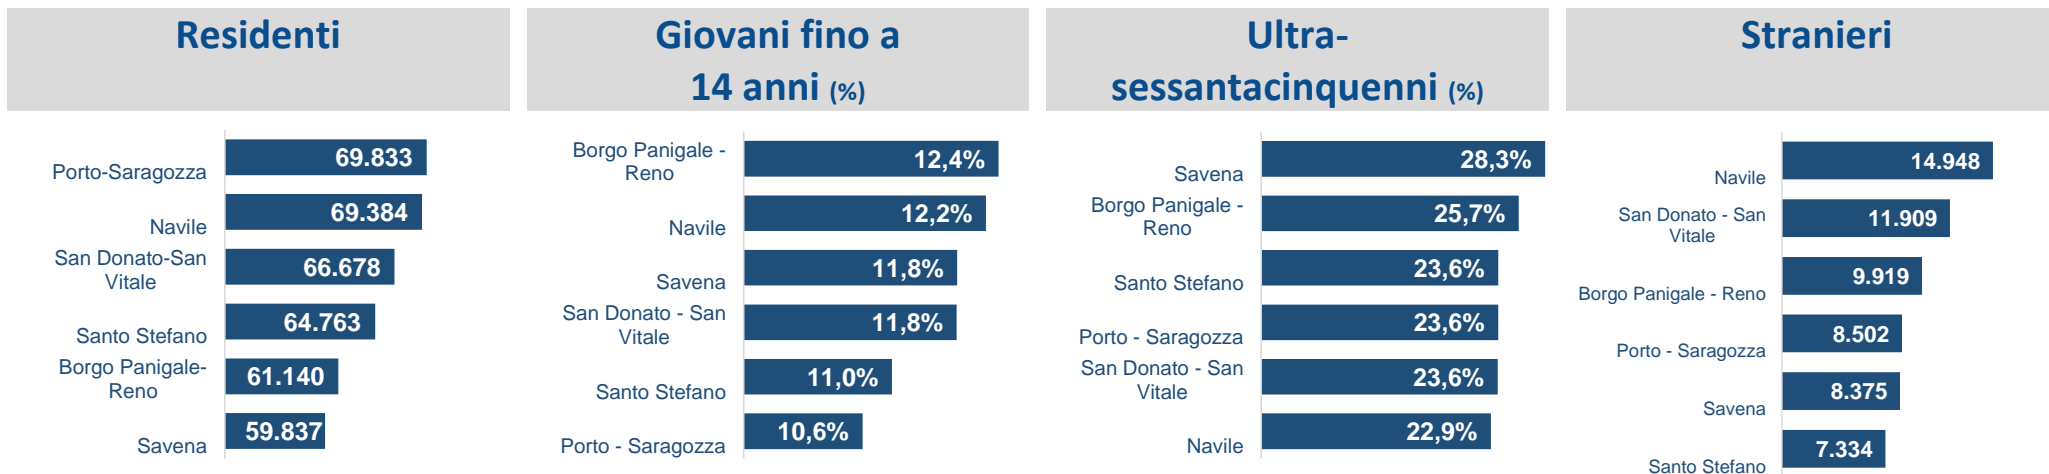 Residenti
Porto-Saragozza
69.833
Navile
69.384
San Donato-San
Vitale
66.678
Santo Stefano
64.763
Borgo Panigale-
Reno
61.140
Savena
59.837
Giovani fino a
14 anni (%)
Borgo Panigale -
Reno
12,4%
Navile
12,2%
Savena
11,8%
San Donato - San
Vitale
11,8%
Santo Stefano
11,0%
Porto - Saragozza
10,6%
Ultra-
sessantacinquenni (%)
Savena
28,3%
Borgo Panigale -
Reno
25,7%
Santo Stefano
23,6%
Porto - Saragozza
23,6%
San Donato - San
Vitale
23,6%
Navile
22,9%
Stranieri
Navile
14.948
San Donato - San
Vitale
11.909
Borgo Panigale - Reno
9.919
Porto - Saragozza
8.502
Savena
8.375
Santo Stefano
7.334